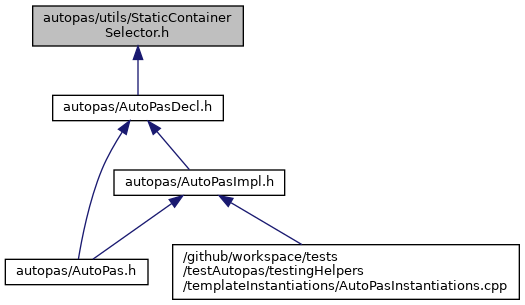 autopas/utils/StaticContainer
Selector.h
autopas/AutoPasDecl.h
autopas/AutoPasImpl.h
autopas/AutoPas.h
/github/workspace/tests
/testAutopas/testingHelpers
/templateInstantiations/AutoPasInstantiations.cpp